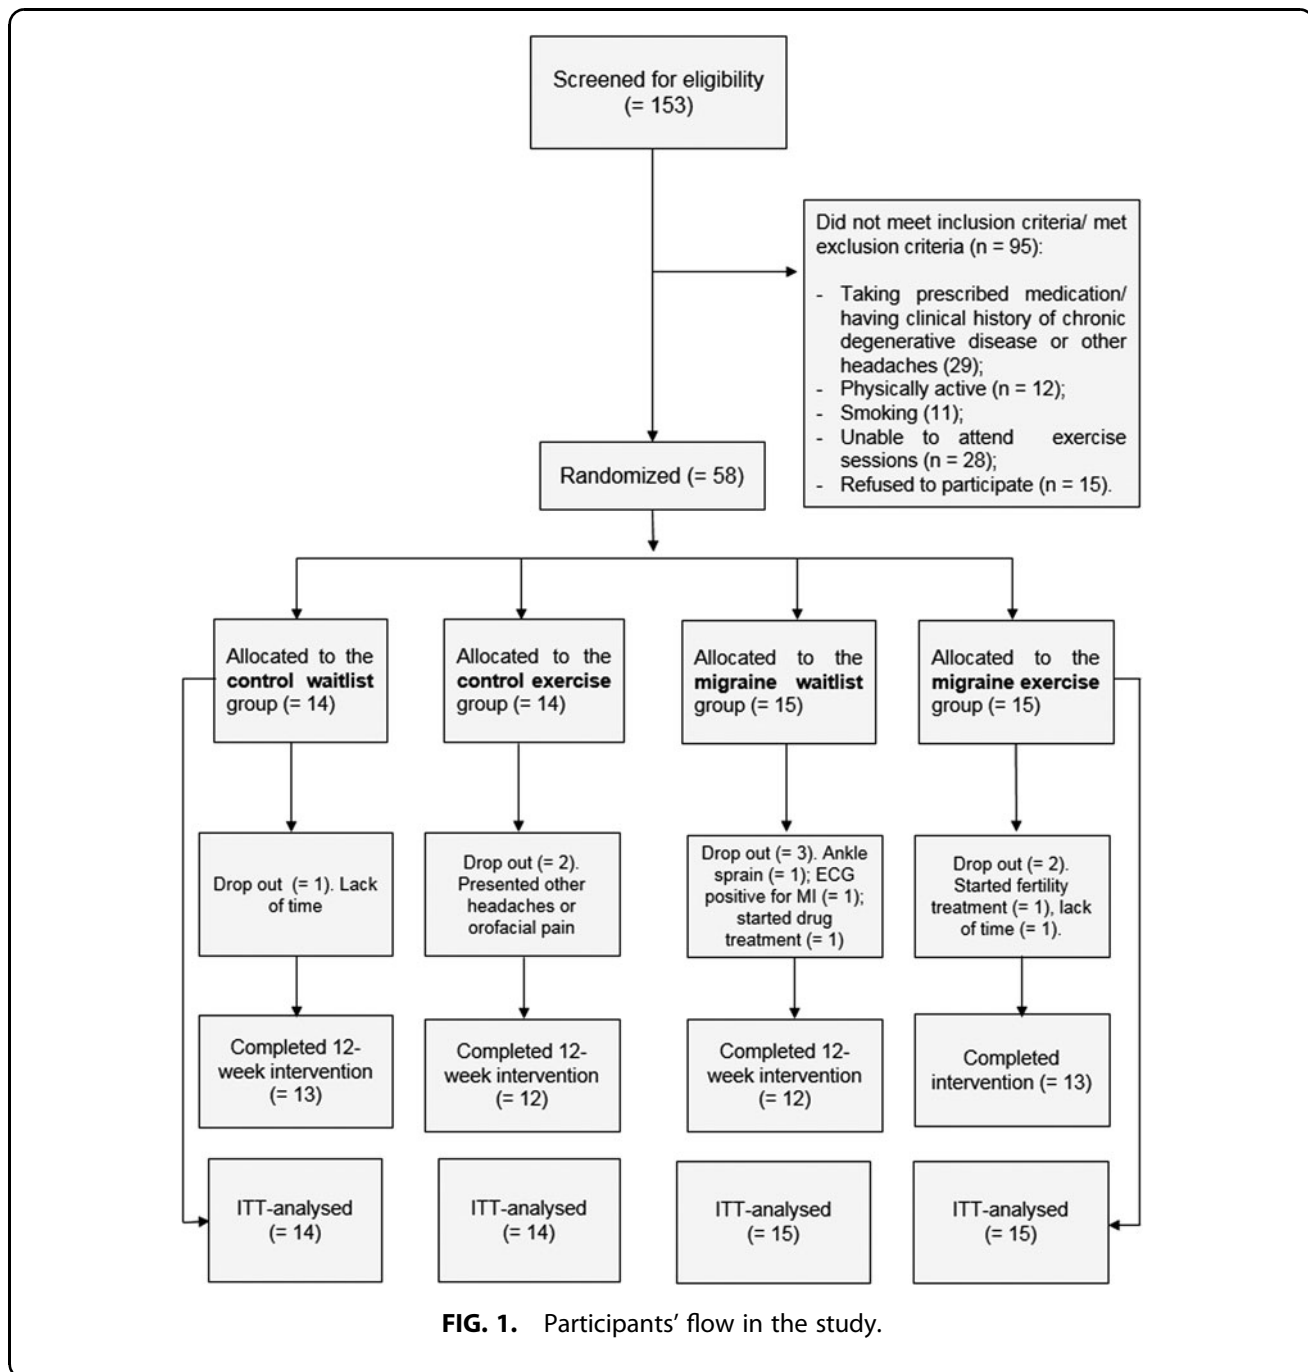 Screened for eligibility
(= 153)
Did not meet inclusion criteria/ met
exclusion criteria (n = 95):
- Taking prescribed medication/
having clinical history of chronic
degenerative disease or other
headaches (29);
- Physically active (n = 12);
- Smoking (11);
- Unable to attend exercise
sessions (n = 28);
- Refused to participate (n = 15).
Randomized (= 58)
Allocated to the
control waitlist
group (= 14)
Allocated to the
control exercise
group (= 14)
Allocated to the
migraine waitlist
group (= 15)
Allocated to the
migraine exercise
group (= 15)
Drop out (= 1). Lack
of time
Drop out (= 2).
Presented other
headaches or
orofacial pain
Drop out (= 3). Ankle
sprain (= 1); ECG
positive for MI (= 1);
started drug
treatment (= 1)
Drop out (= 2).
Started fertility
treatment (= 1), lack
of time (= 1).
Completed 12-
week intervention
(= 13)
Completed 12-
week intervention
(= 12)
Completed 12-
week intervention
(= 12)
Completed
intervention (= 13)
ITT-analysed
(= 14)
ITT-analysed
(= 14)
ITT-analysed
(= 15)
ITT-analysed
(= 15)
FIG. 1. Participants' flow in the study.